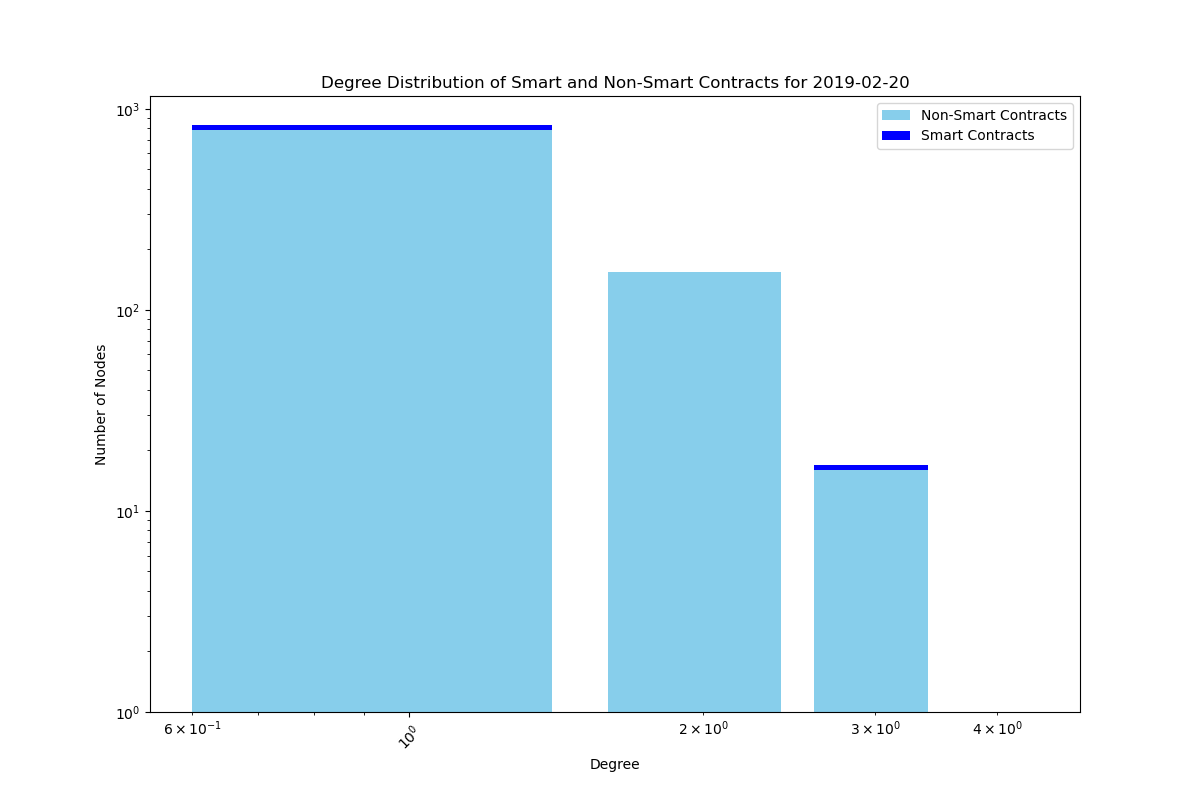 Degree Distribution of Smart and Non-Smart Contracts for 2019-02-20
Non-Smart Contracts
Smart Contracts
Number of Nodes
10³
10²
10¹
10⁰
6 × 10⁻¹
10⁰
2 × 10⁰
3 × 10⁰
4 × 10⁰
Degree